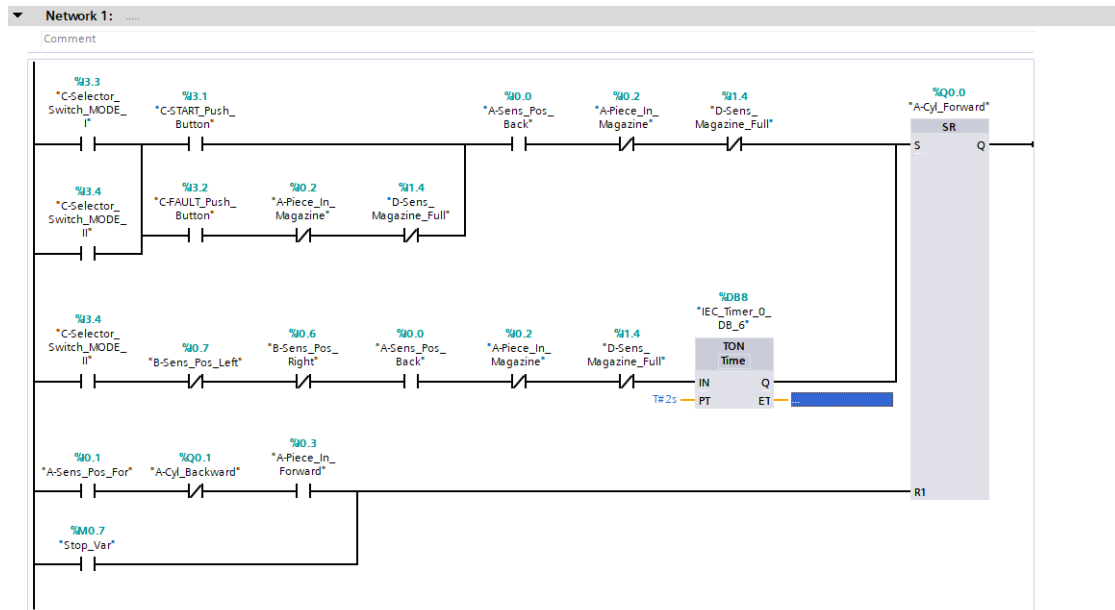 Network 1: .....
Comment
%I3.3
"C-Selector_
Switch_MODE_
I"
%I3.1
"C-START_Push_
Button"
%I0.0
"A-Sens_Pos_
Back"
%I0.2
"A-Piece_In_
Magazine"
%I1.4
"D-Sens_
Magazine_Full"
%Q0.0
"A-Cyl_Forward"
SR
S
Q
%I3.4
"C-Selector_
Switch_MODE_
II"
%I3.2
"C-FAULT_Push_
Button"
%I0.2
"A-Piece_In_
Magazine"
%I1.4
"D-Sens_
Magazine_Full"
%I3.4
"C-Selector_
Switch_MODE_
II"
%I0.7
"B-Sens_Pos_Left"
%I0.6
"B-Sens_Pos_
Right"
%I0.0
"A-Sens_Pos_
Back"
%I0.2
"A-Piece_In_
Magazine"
%I1.4
"D-Sens_
Magazine_Full"
%DB8
"IEC_Timer_0_
DB_6"
TON
Time
IN
Q
T#2s
PT
ET
...
%I0.1
"A-Sens_Pos_For"
%Q0.1
"A-Cyl_Backward"
%I0.3
"A-Piece_In_
Forward"
R1
%M0.7
"Stop_Var"